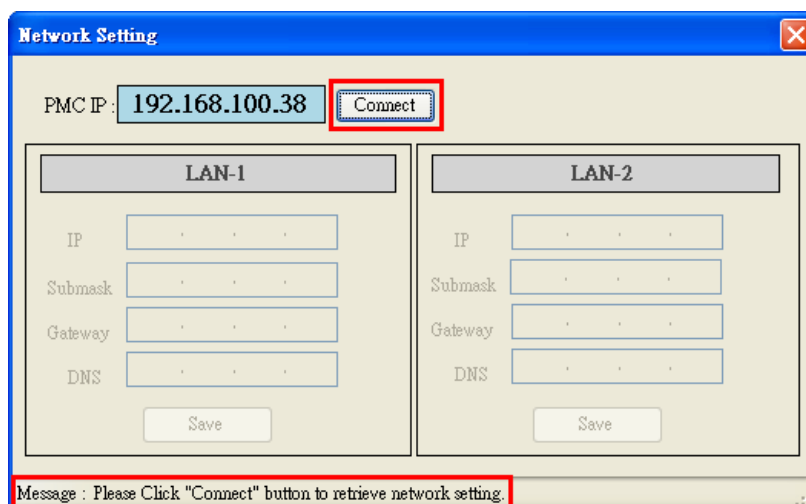 Network Setting
PMC IP : 192.168.100.38 Connect
LAN-1
IP . . .
Submask . . .
Gateway . . .
DNS . . .
Save
LAN-2
IP . . .
Submask . . .
Gateway . . .
DNS . . .
Save
Message : Please Click "Connect" button to retrieve network setting.